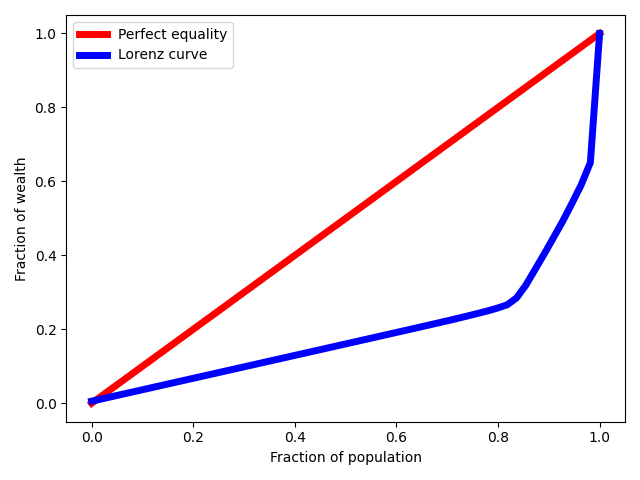 Perfect equality
Lorenz curve
1.0
0.8
0.6
0.4
0.2
0.0
Fraction of wealth
0.0 0.2 0.4 0.6 0.8 1.0
Fraction of population